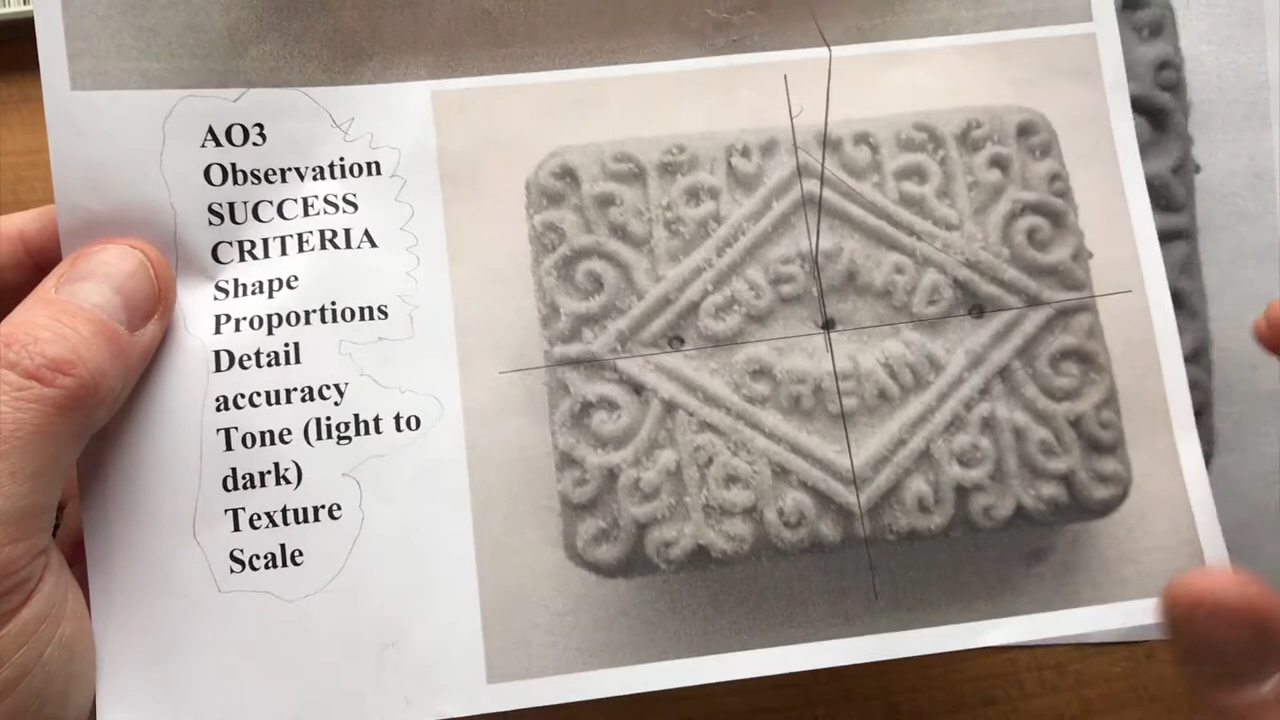 AO3
Observation
SUCCESS
CRITERIA
Shape
Proportions
Detail
accuracy
Tone (light to
dark)
Texture
Scale
CUSTARD
CREAM